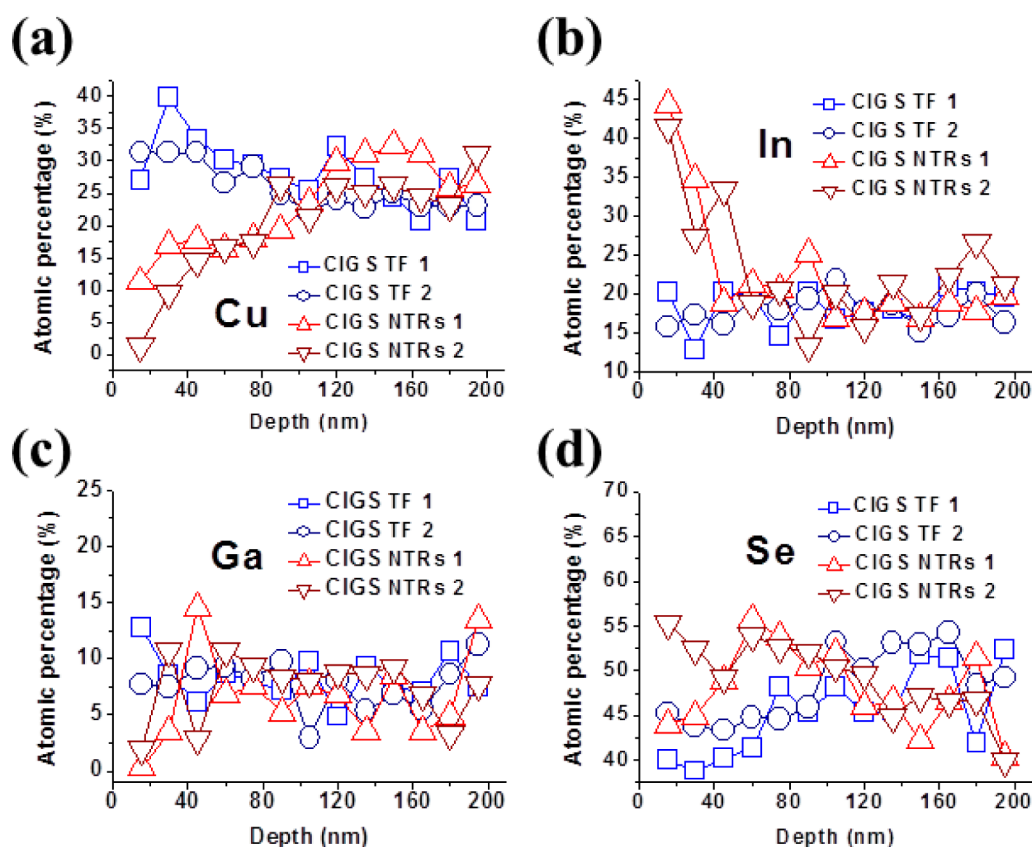 (a)
Atomic percentage (%)
40
35
30
25
20
15
10
5
0
Cu
CIGS TF 1
CIGS TF 2
CIGS NTRs 1
CIGS NTRs 2
0 40 80 120 160 200
Depth (nm)
(b)
Atomic percentage (%)
45
40
35
30
25
20
15
10
In
CIGS TF 1
CIGS TF 2
CIGS NTRs 1
CIGS NTRs 2
0 40 80 120 160 200
Depth (nm)
(c)
Atomic percentage (%)
25
20
15
10
5
0
Ga
CIGS TF 1
CIGS TF 2
CIGS NTRs 1
CIGS NTRs 2
0 40 80 120 160 200
Depth (nm)
(d)
Atomic percentage (%)
70
65
60
55
50
45
40
Se
CIGS TF 1
CIGS TF 2
CIGS NTRs 1
CIGS NTRs 2
0 40 80 120 160 200
Depth (nm)